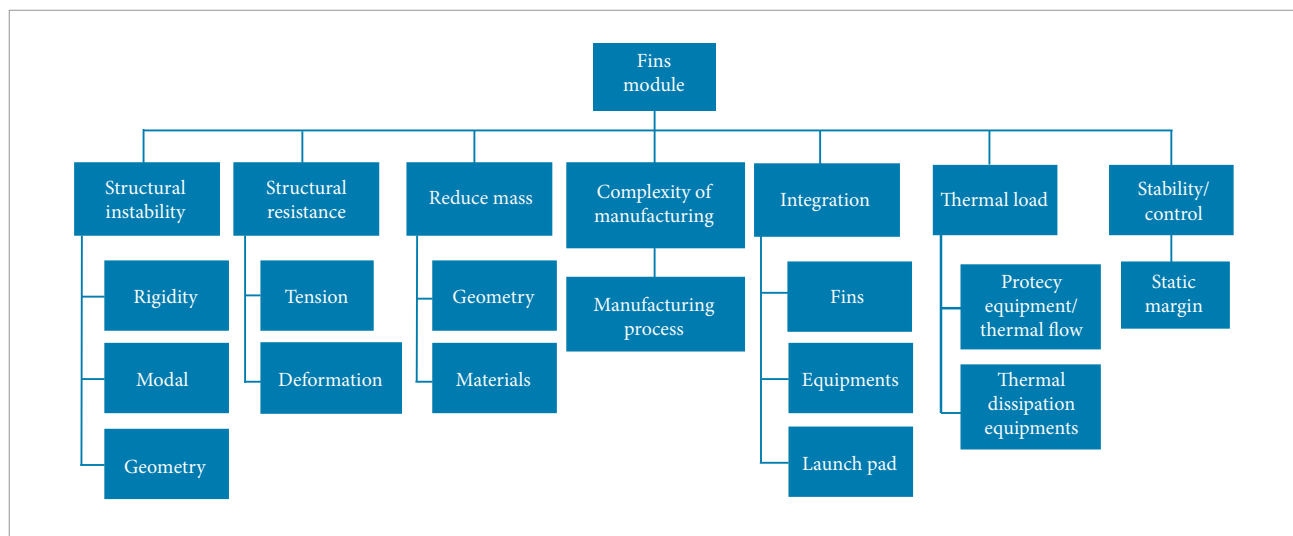 Fins
module
Structural
instability
Structural
resistance
Reduce mass
Complexity of
manufacturing
Integration
Thermal load
Stability/
control
Rigidity
Modal
Geometry
Tension
Deformation
Geometry
Materials
Manufacturing
process
Fins
Equipments
Launch pad
Protecy
equipment/
thermal flow
Thermal
dissipation
equipments
Static
margin